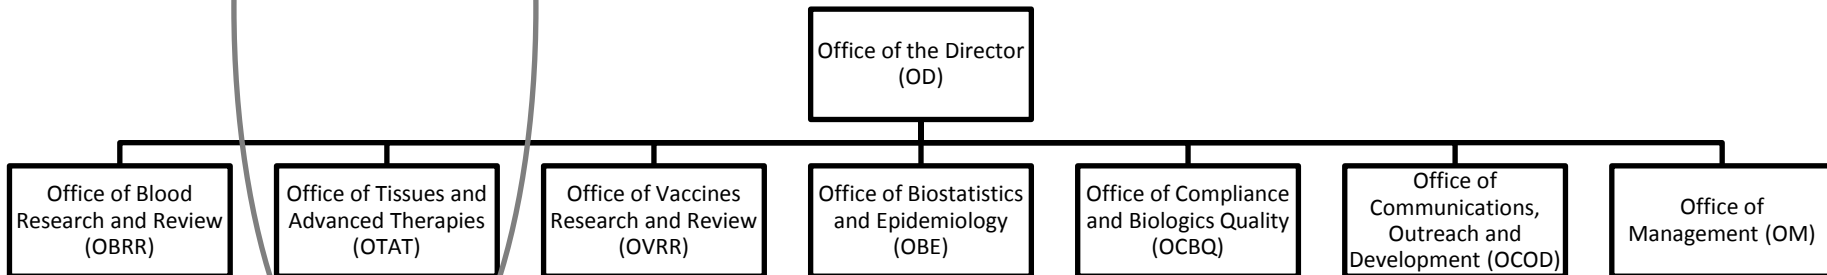 Office of the Director
(OD)
Office of Blood
Research and Review
(OBRR)
Office of Tissues and
Advanced Therapies
(OTAT)
Office of Vaccines
Research and Review
(OVRR)
Office of Biostatistics
and Epidemiology
(OBE)
Office of Compliance
and Biologics Quality
(OCBQ)
Office of
Communications,
Outreach and
Development (OCOD)
Office of
Management (OM)